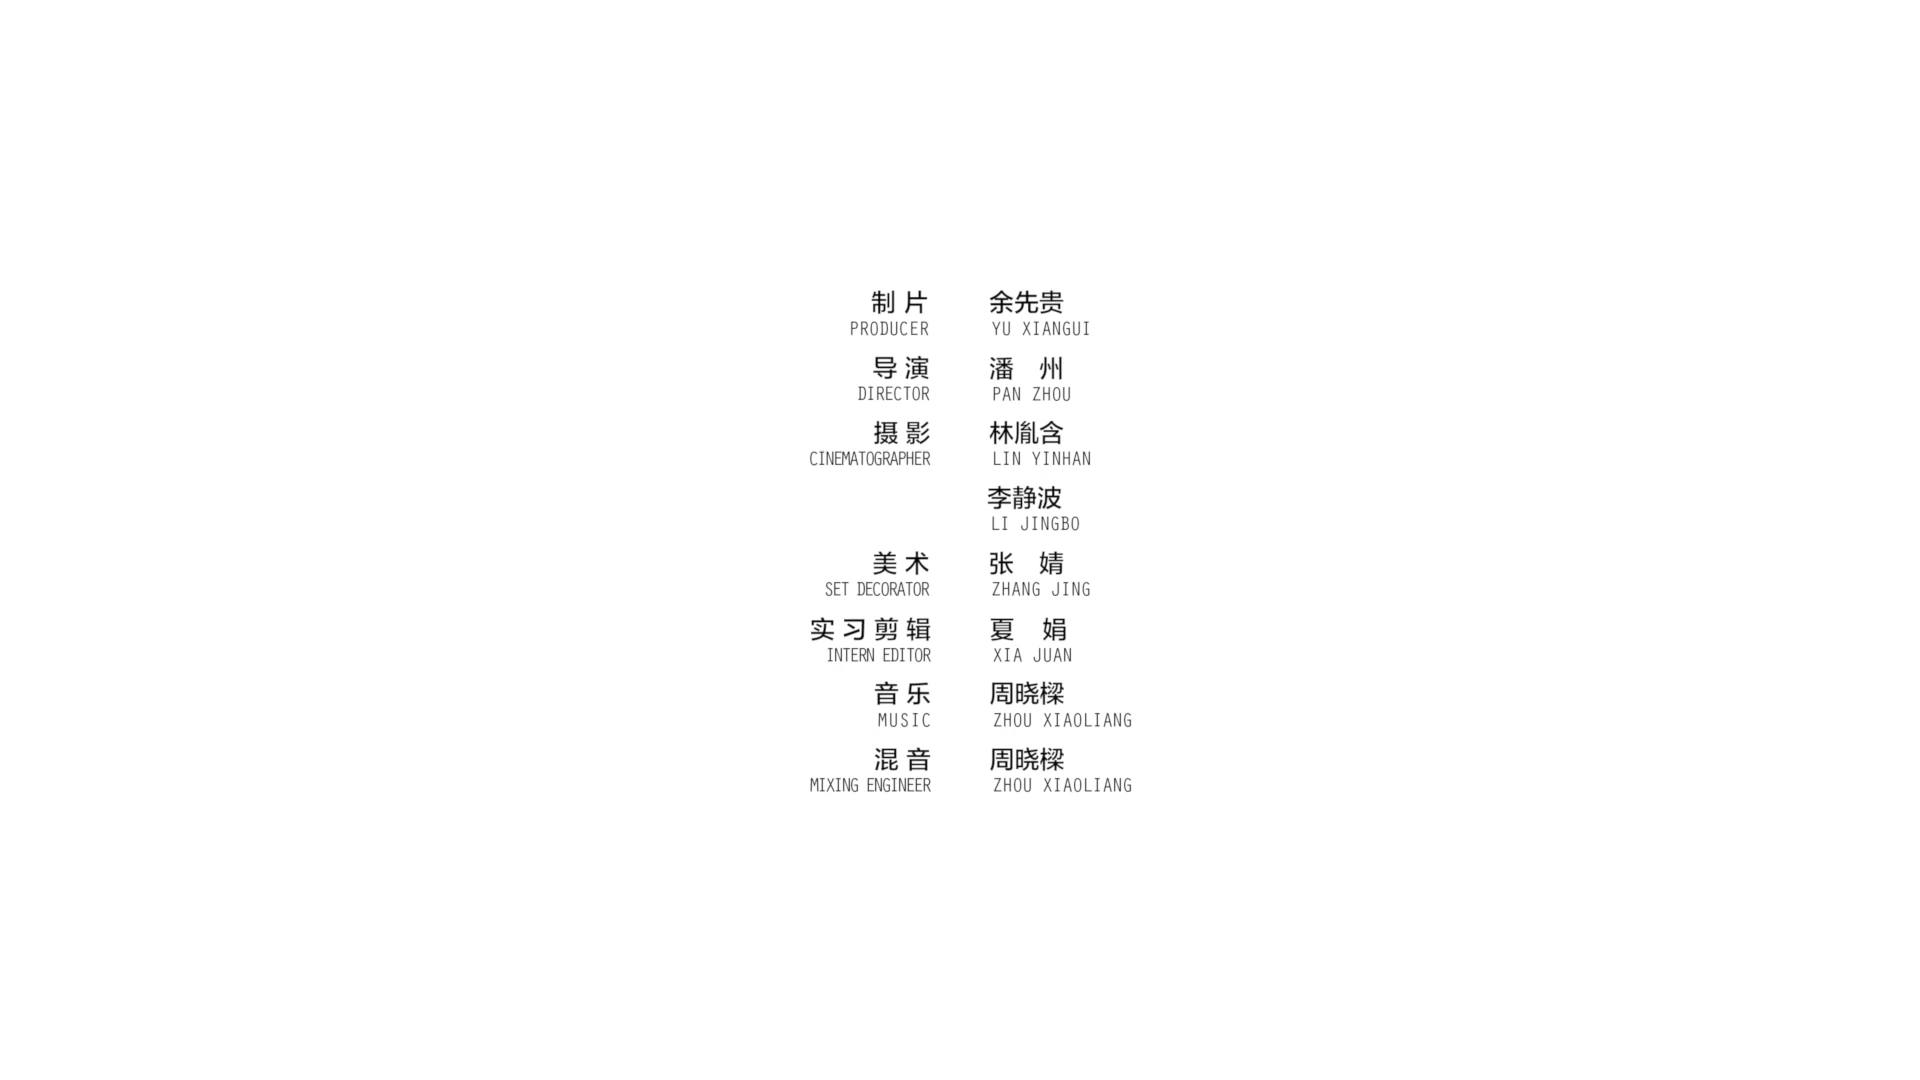 制片 余先贵
PRODUCER YU XIANGUI
导演 潘 州
DIRECTOR PAN ZHOU
摄影 林胤含
CINEMATOGRAPHER LIN YINHAN
李静波
LI JINGBO
美术 张 婧
SET DECORATOR ZHANG JING
实习剪辑 夏 娟
INTERN EDITOR XIA JUAN
音乐 周晓樑
MUSIC ZHOU XIAOLIANG
混音 周晓樑
MIXING ENGINEER ZHOU XIAOLIANG